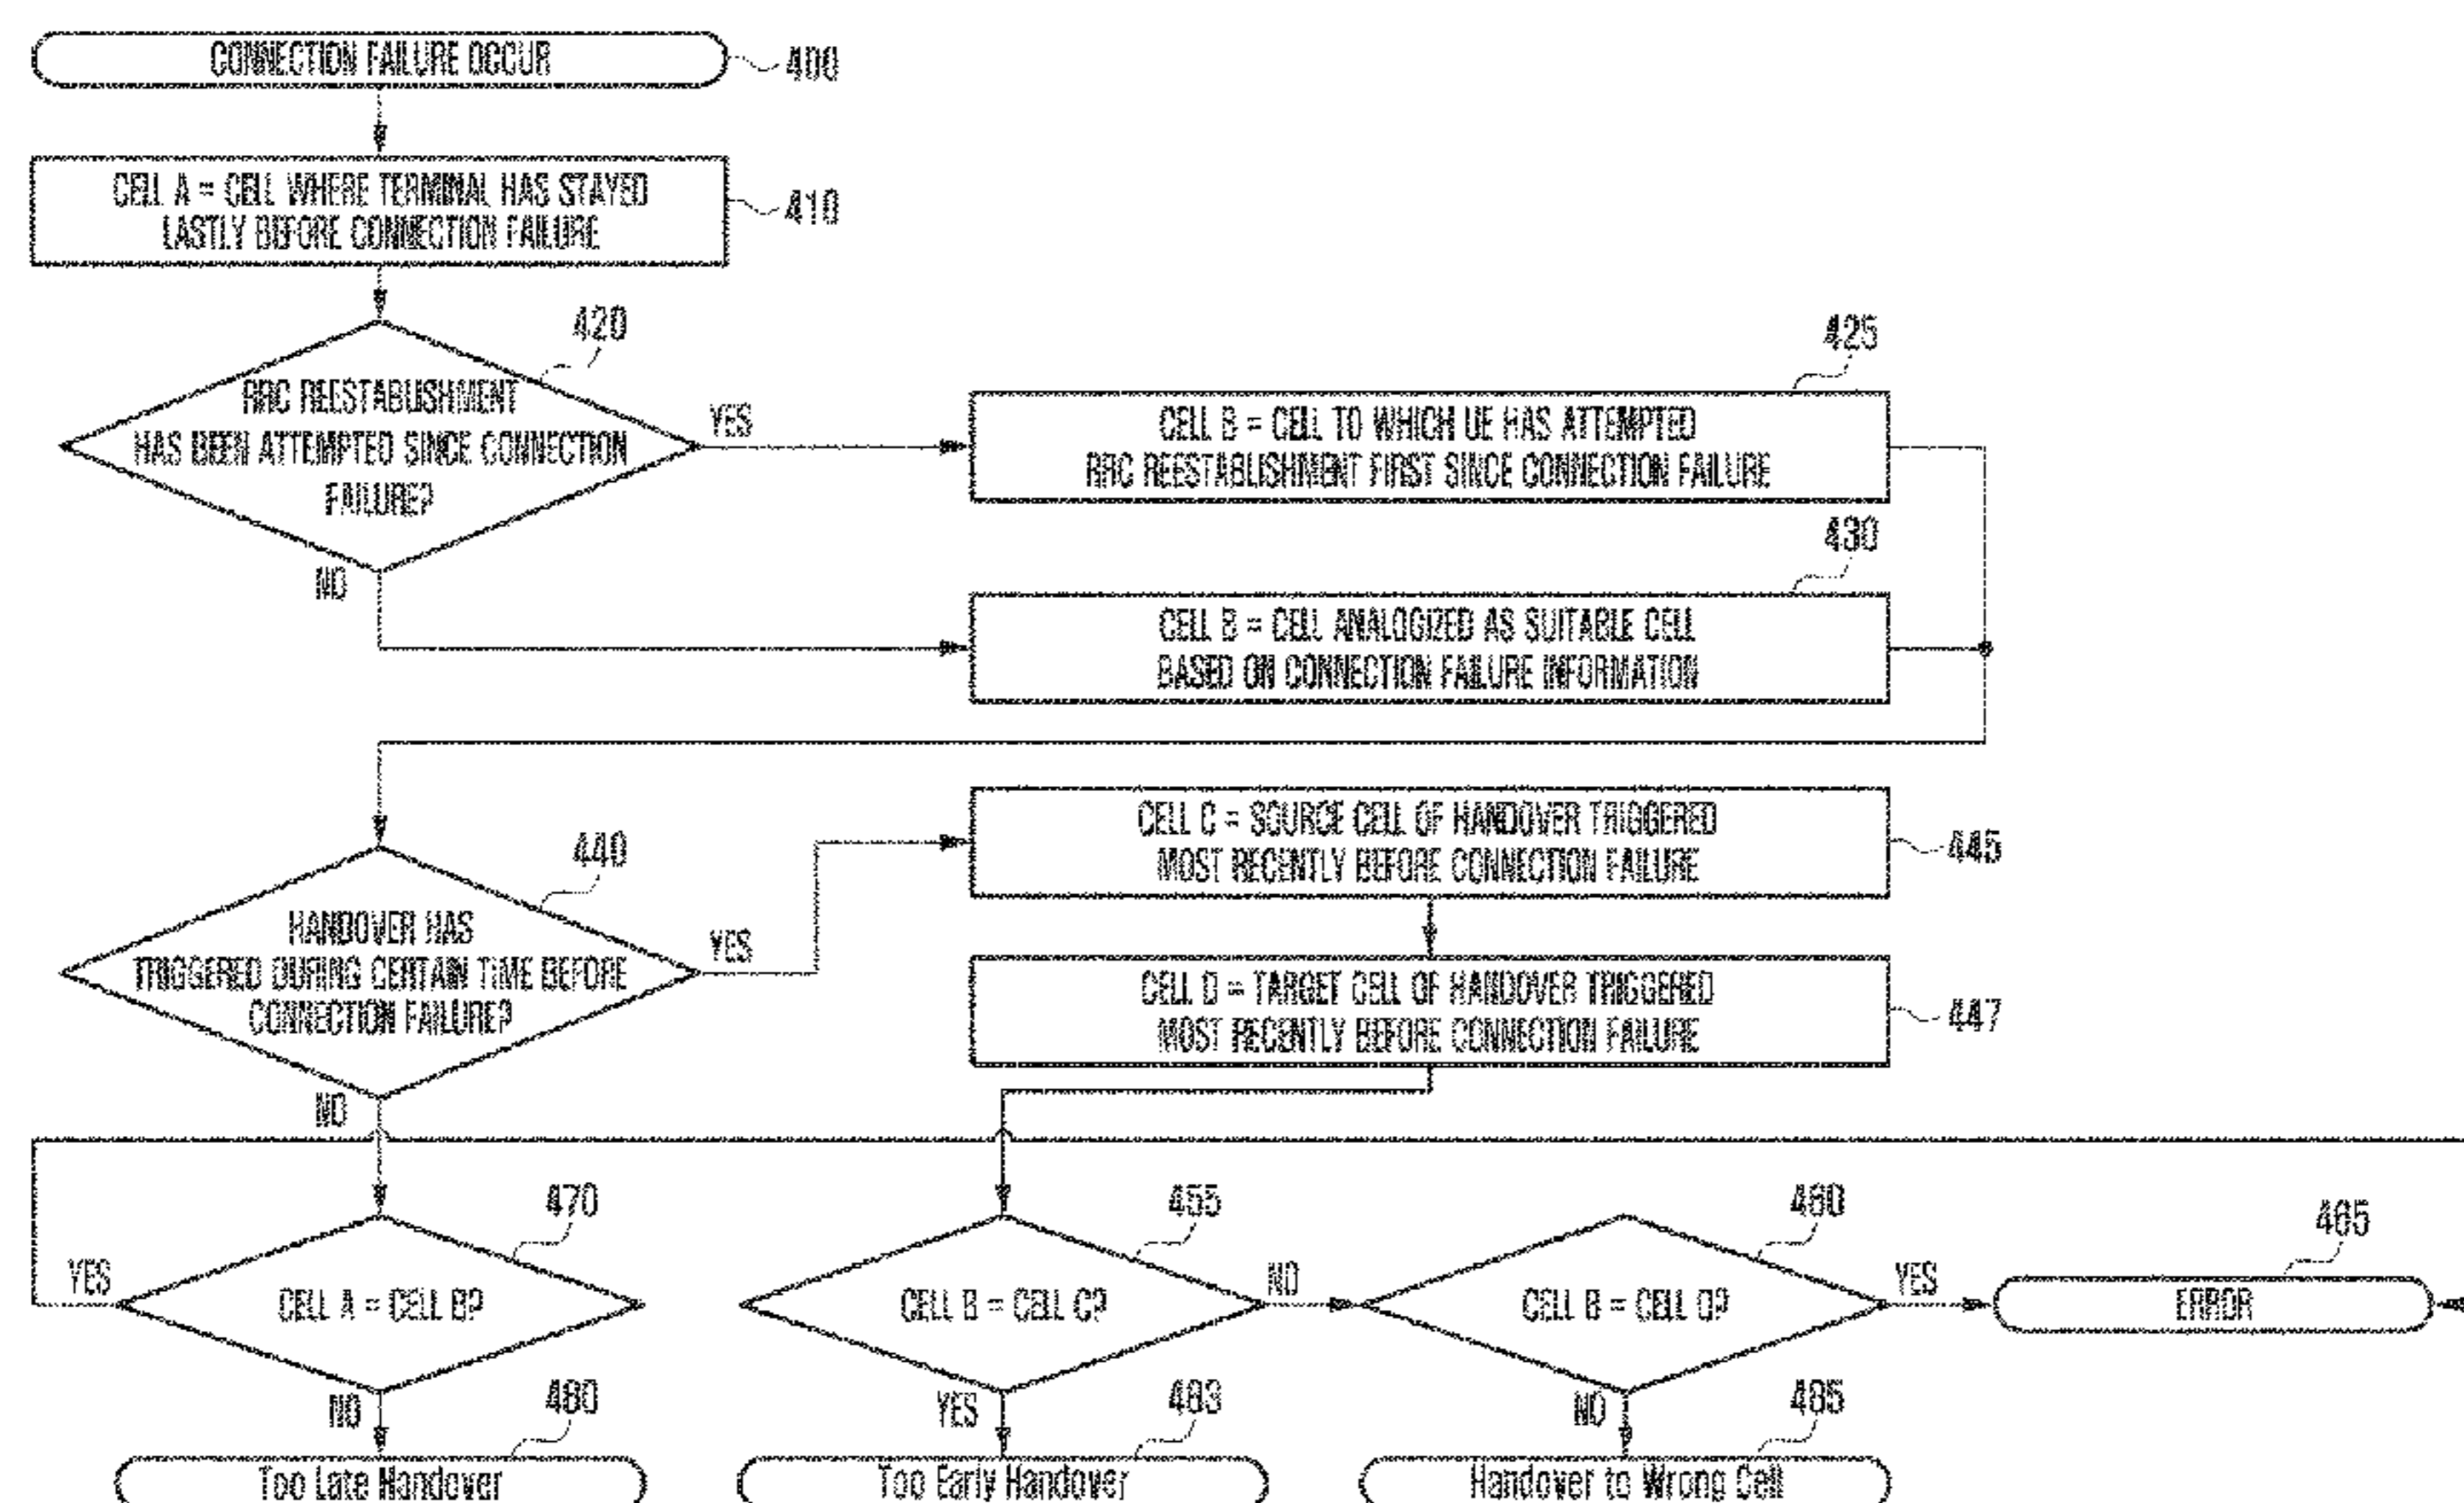 CONNECTION FAILURE OCCUR
400
CELL A = CELL WHERE TERMINAL HAS STAYED
LASTLY BEFORE CONNECTION FAILURE
410
420
RRC REESTABLISHMENT
HAS BEEN ATTEMPTED SINCE CONNECTION
FAILURE?
YES
NO
425
CELL B = CELL TO WHICH UE HAS ATTEMPTED
RRC REESTABLISHMENT FIRST SINCE CONNECTION FAILURE
430
CELL B = CELL ANALOGIZED AS SUITABLE CELL
BASED ON CONNECTION FAILURE INFORMATION
440
HANDOVER HAS
TRIGGERED DURING CERTAIN TIME BEFORE
CONNECTION FAILURE?
YES
NO
CELL C = SOURCE CELL OF HANDOVER TRIGGERED
MOST RECENTLY BEFORE CONNECTION FAILURE
445
CELL D = TARGET CELL OF HANDOVER TRIGGERED
MOST RECENTLY BEFORE CONNECTION FAILURE
447
470
YES
CELL A = CELL B?
NO
455
CELL B = CELL C?
NO
YES
460
CELL B = CELL D?
YES
NO
465
ERROR
480
Too Late Handover
483
Too Early Handover
485
Handover to Wrong Cell